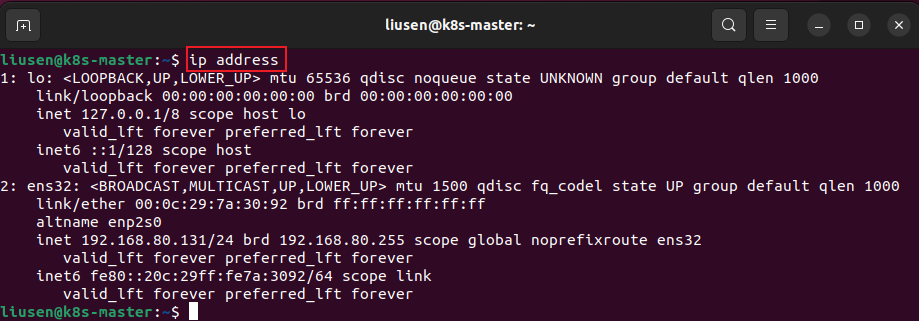 liusen@k8s-master: ~
liusen@k8s-master:~$ ip address
1: lo: <LOOPBACK,UP,LOWER_UP> mtu 65536 qdisc noqueue state UNKNOWN group default qlen 1000
    link/loopback 00:00:00:00:00:00 brd 00:00:00:00:00:00
    inet 127.0.0.1/8 scope host lo
       valid_lft forever preferred_lft forever
    inet6 ::1/128 scope host
       valid_lft forever preferred_lft forever
2: ens32: <BROADCAST,MULTICAST,UP,LOWER_UP> mtu 1500 qdisc fq_codel state UP group default qlen 1000
    link/ether 00:0c:29:7a:30:92 brd ff:ff:ff:ff:ff:ff
    altname enp2s0
    inet 192.168.80.131/24 brd 192.168.80.255 scope global noprefixroute ens32
       valid_lft forever preferred_lft forever
    inet6 fe80::20c:29ff:fe7a:3092/64 scope link
       valid_lft forever preferred_lft forever
liusen@k8s-master:~$